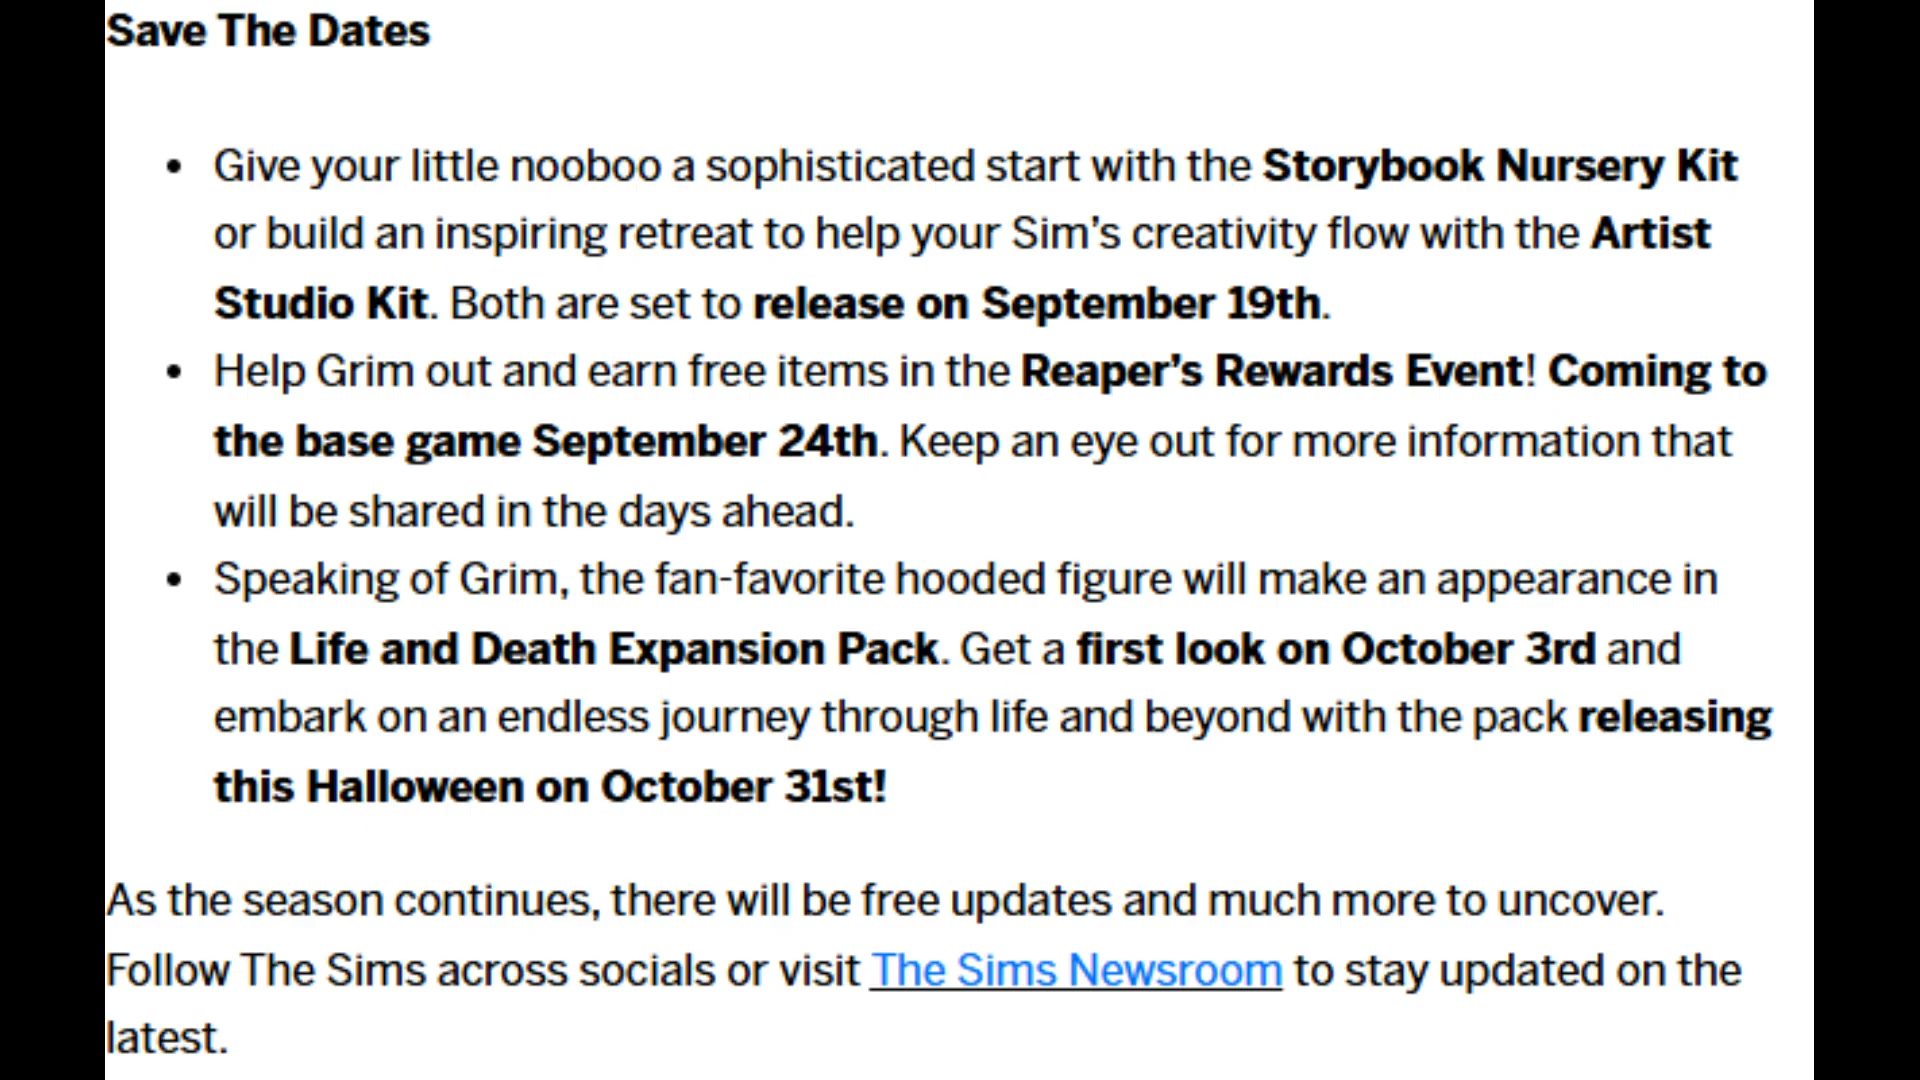 Save The Dates
• Give your little nooboo a sophisticated start with the Storybook Nursery Kit
or build an inspiring retreat to help your Sim's creativity flow with the Artist
Studio Kit. Both are set to release on September 19th.
• Help Grim out and earn free items in the Reaper's Rewards Event! Coming to
the base game September 24th. Keep an eye out for more information that
will be shared in the days ahead.
• Speaking of Grim, the fan-favorite hooded figure will make an appearance in
the Life and Death Expansion Pack. Get a first look on October 3rd and
embark on an endless journey through life and beyond with the pack releasing
this Halloween on October 31st!
As the season continues, there will be free updates and much more to uncover.
Follow The Sims across socials or visit The Sims Newsroom to stay updated on the
latest.